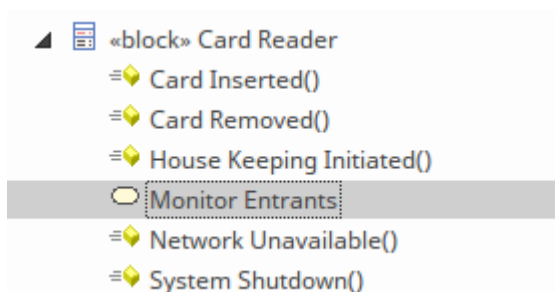 «block» Card Reader
Card Inserted()
Card Removed()
House Keeping Initiated()
Monitor Entrants
Network Unavailable()
System Shutdown()